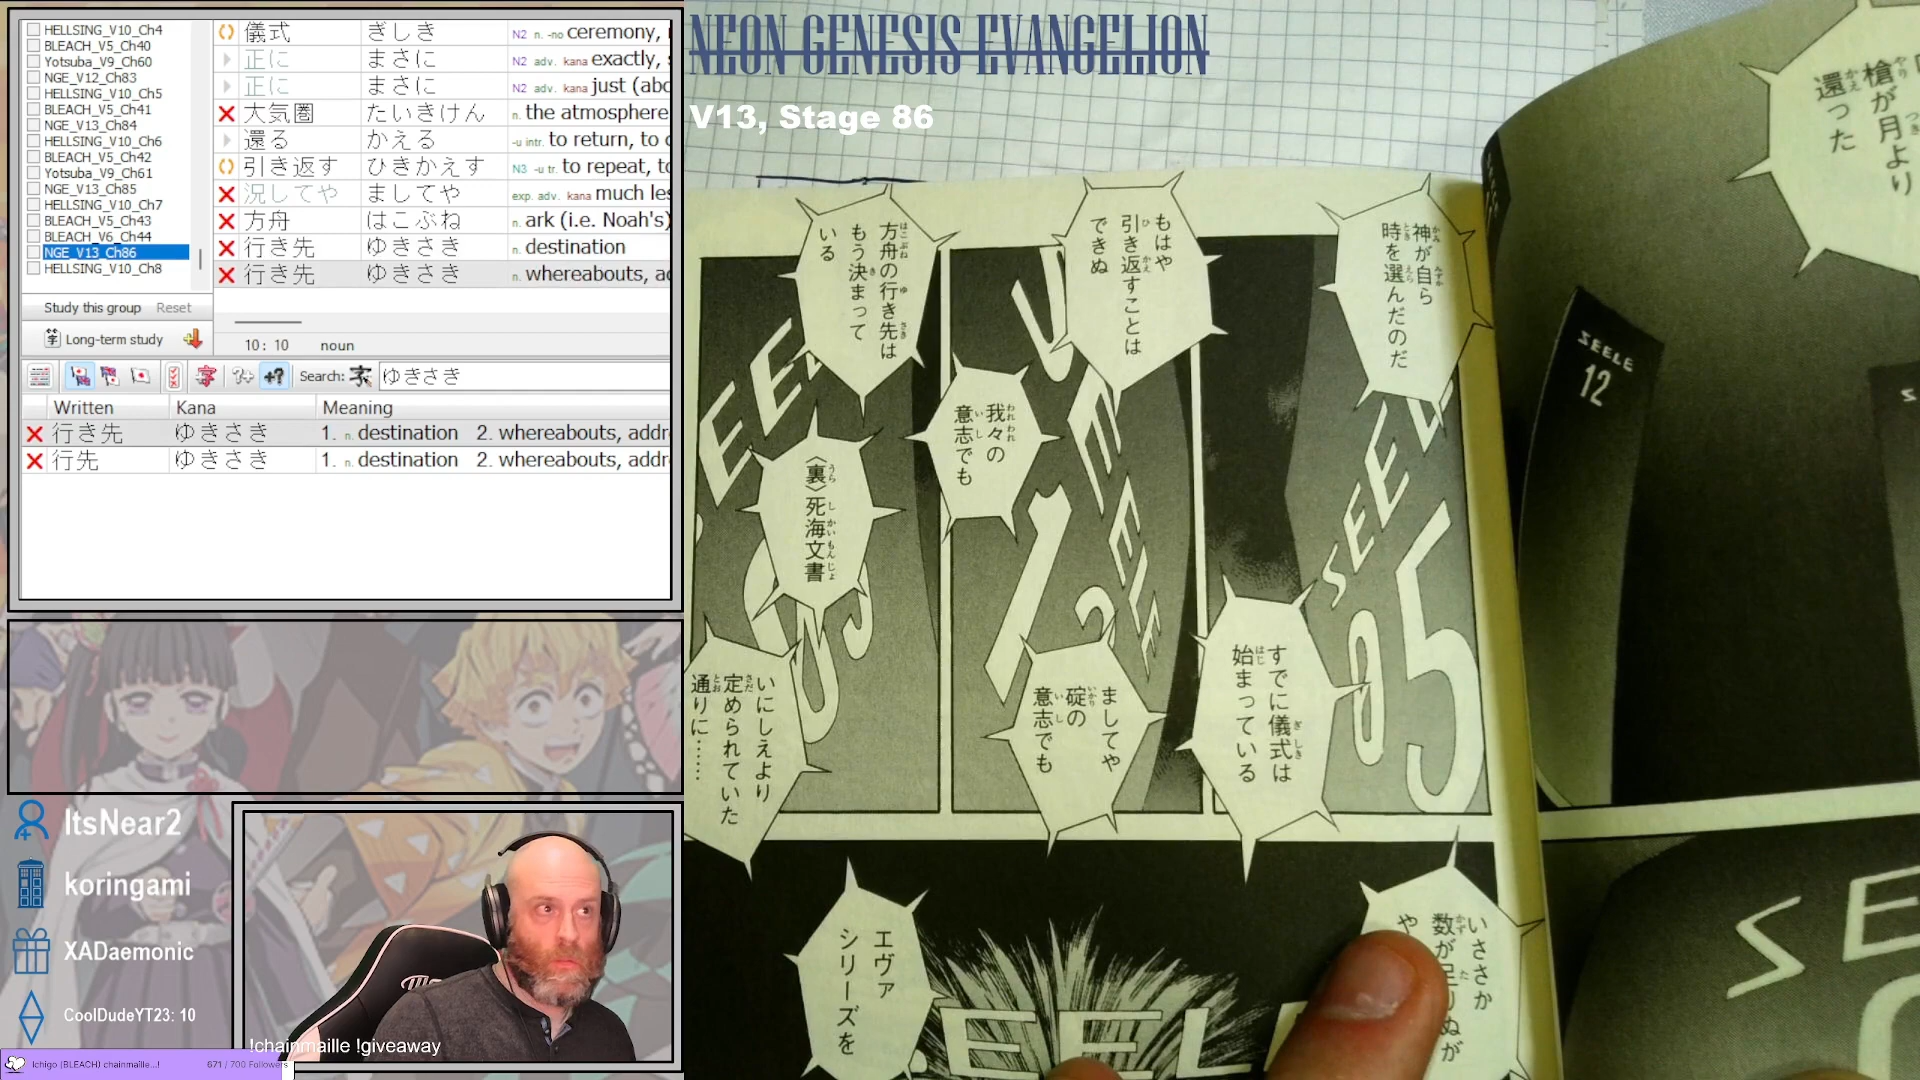 HELLSING_V10_Ch4
BLEACH_V5_Ch40
Yotsuba_V9_Ch60
NGE_V12_Ch83
HELLSING_V10_Ch5
BLEACH_V5_Ch41
NGE_V13_Ch84
HELLSING_V10_Ch6
BLEACH_V5_Ch42
Yotsuba_V9_Ch61
NGE_V13_Ch85
HELLSING_V10_Ch7
BLEACH_V5_Ch43
BLEACH_V6_Ch44
NGE_V13_Ch86
HELLSING_V10_Ch8
Study this group Reset
Long-term study
儀式 ぎしき N2 n. -no ceremony,
正に まさに N2 adv. kana exactly,
正に まさに N2 adv. kana just (abo
大気圏 たいきけん n. the atmosphere
還る かえる -u intr. to return, to
引き返す ひきかえす N3 -u tr. to repeat, to
況してや ましてや exp. adv. kana much les
方舟 はこぶね n. ark (i.e. Noah's)
行き先 ゆきさき n. destination
行き先 ゆきさき n. whereabouts, ad
10: 10 noun
Search: ゆきさき
Written Kana Meaning
行き先 ゆきさき 1. n. destination 2. whereabouts, addr
行先 ゆきさき 1. n. destination 2. whereabouts, addr
ItsNear2
koringami
XADaemonic
CoolDudeYT23: 10
!chainmaille !giveaway
Ichigo (BLEACH) chainmaille...!
671 / 700 Followers
NEON GENESIS EVANGELION
V13, Stage 86
槍が月より
還った
SEELE
12
神が自ら
時を選んだのだ
SEEL
05
すでに儀式は
始まっている
もはや
引き返すことは
できぬ
我々の
意志でも
ましてや
碇の
意志でも
方舟の行き先は
もう決まって
いる
〈裏〉死海文書
いにしえより
定められていた
通りに……
いささか
数が足りぬが
や
エヴァ
シリーズを